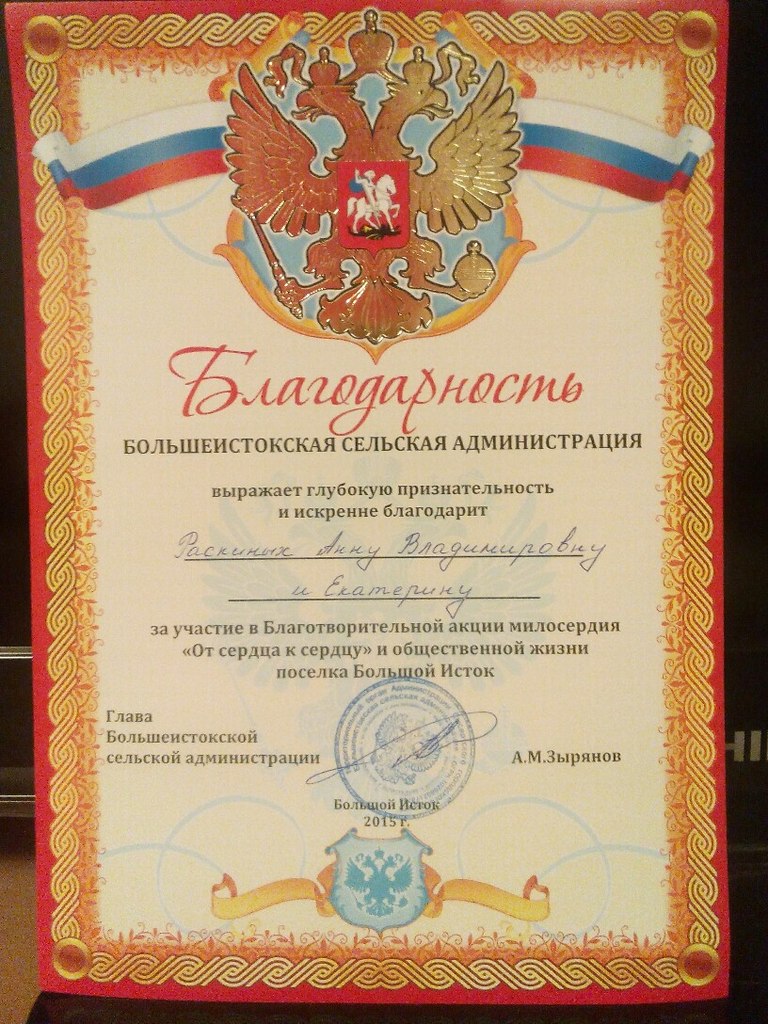 Благодарность
БОЛЬШЕИСТОКСКАЯ СЕЛЬСКАЯ АДМИНИСТРАЦИЯ
выражает глубокую признательность
и искренне благодарит
Раскиных Анну Владимировну
и Екатерину
за участие в Благотворительной акции милосердия
«От сердца к сердцу» и общественной жизни
поселка Большой Исток
Глава
Большеистокской
сельской администрации
А.М.Зырянов
Большой Исток
2015 г.